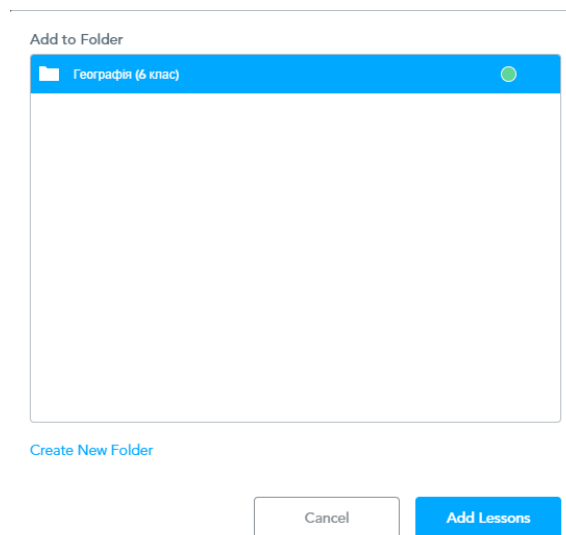 Add to Folder
Географія (6 клас)
Create New Folder
Cancel
Add Lessons